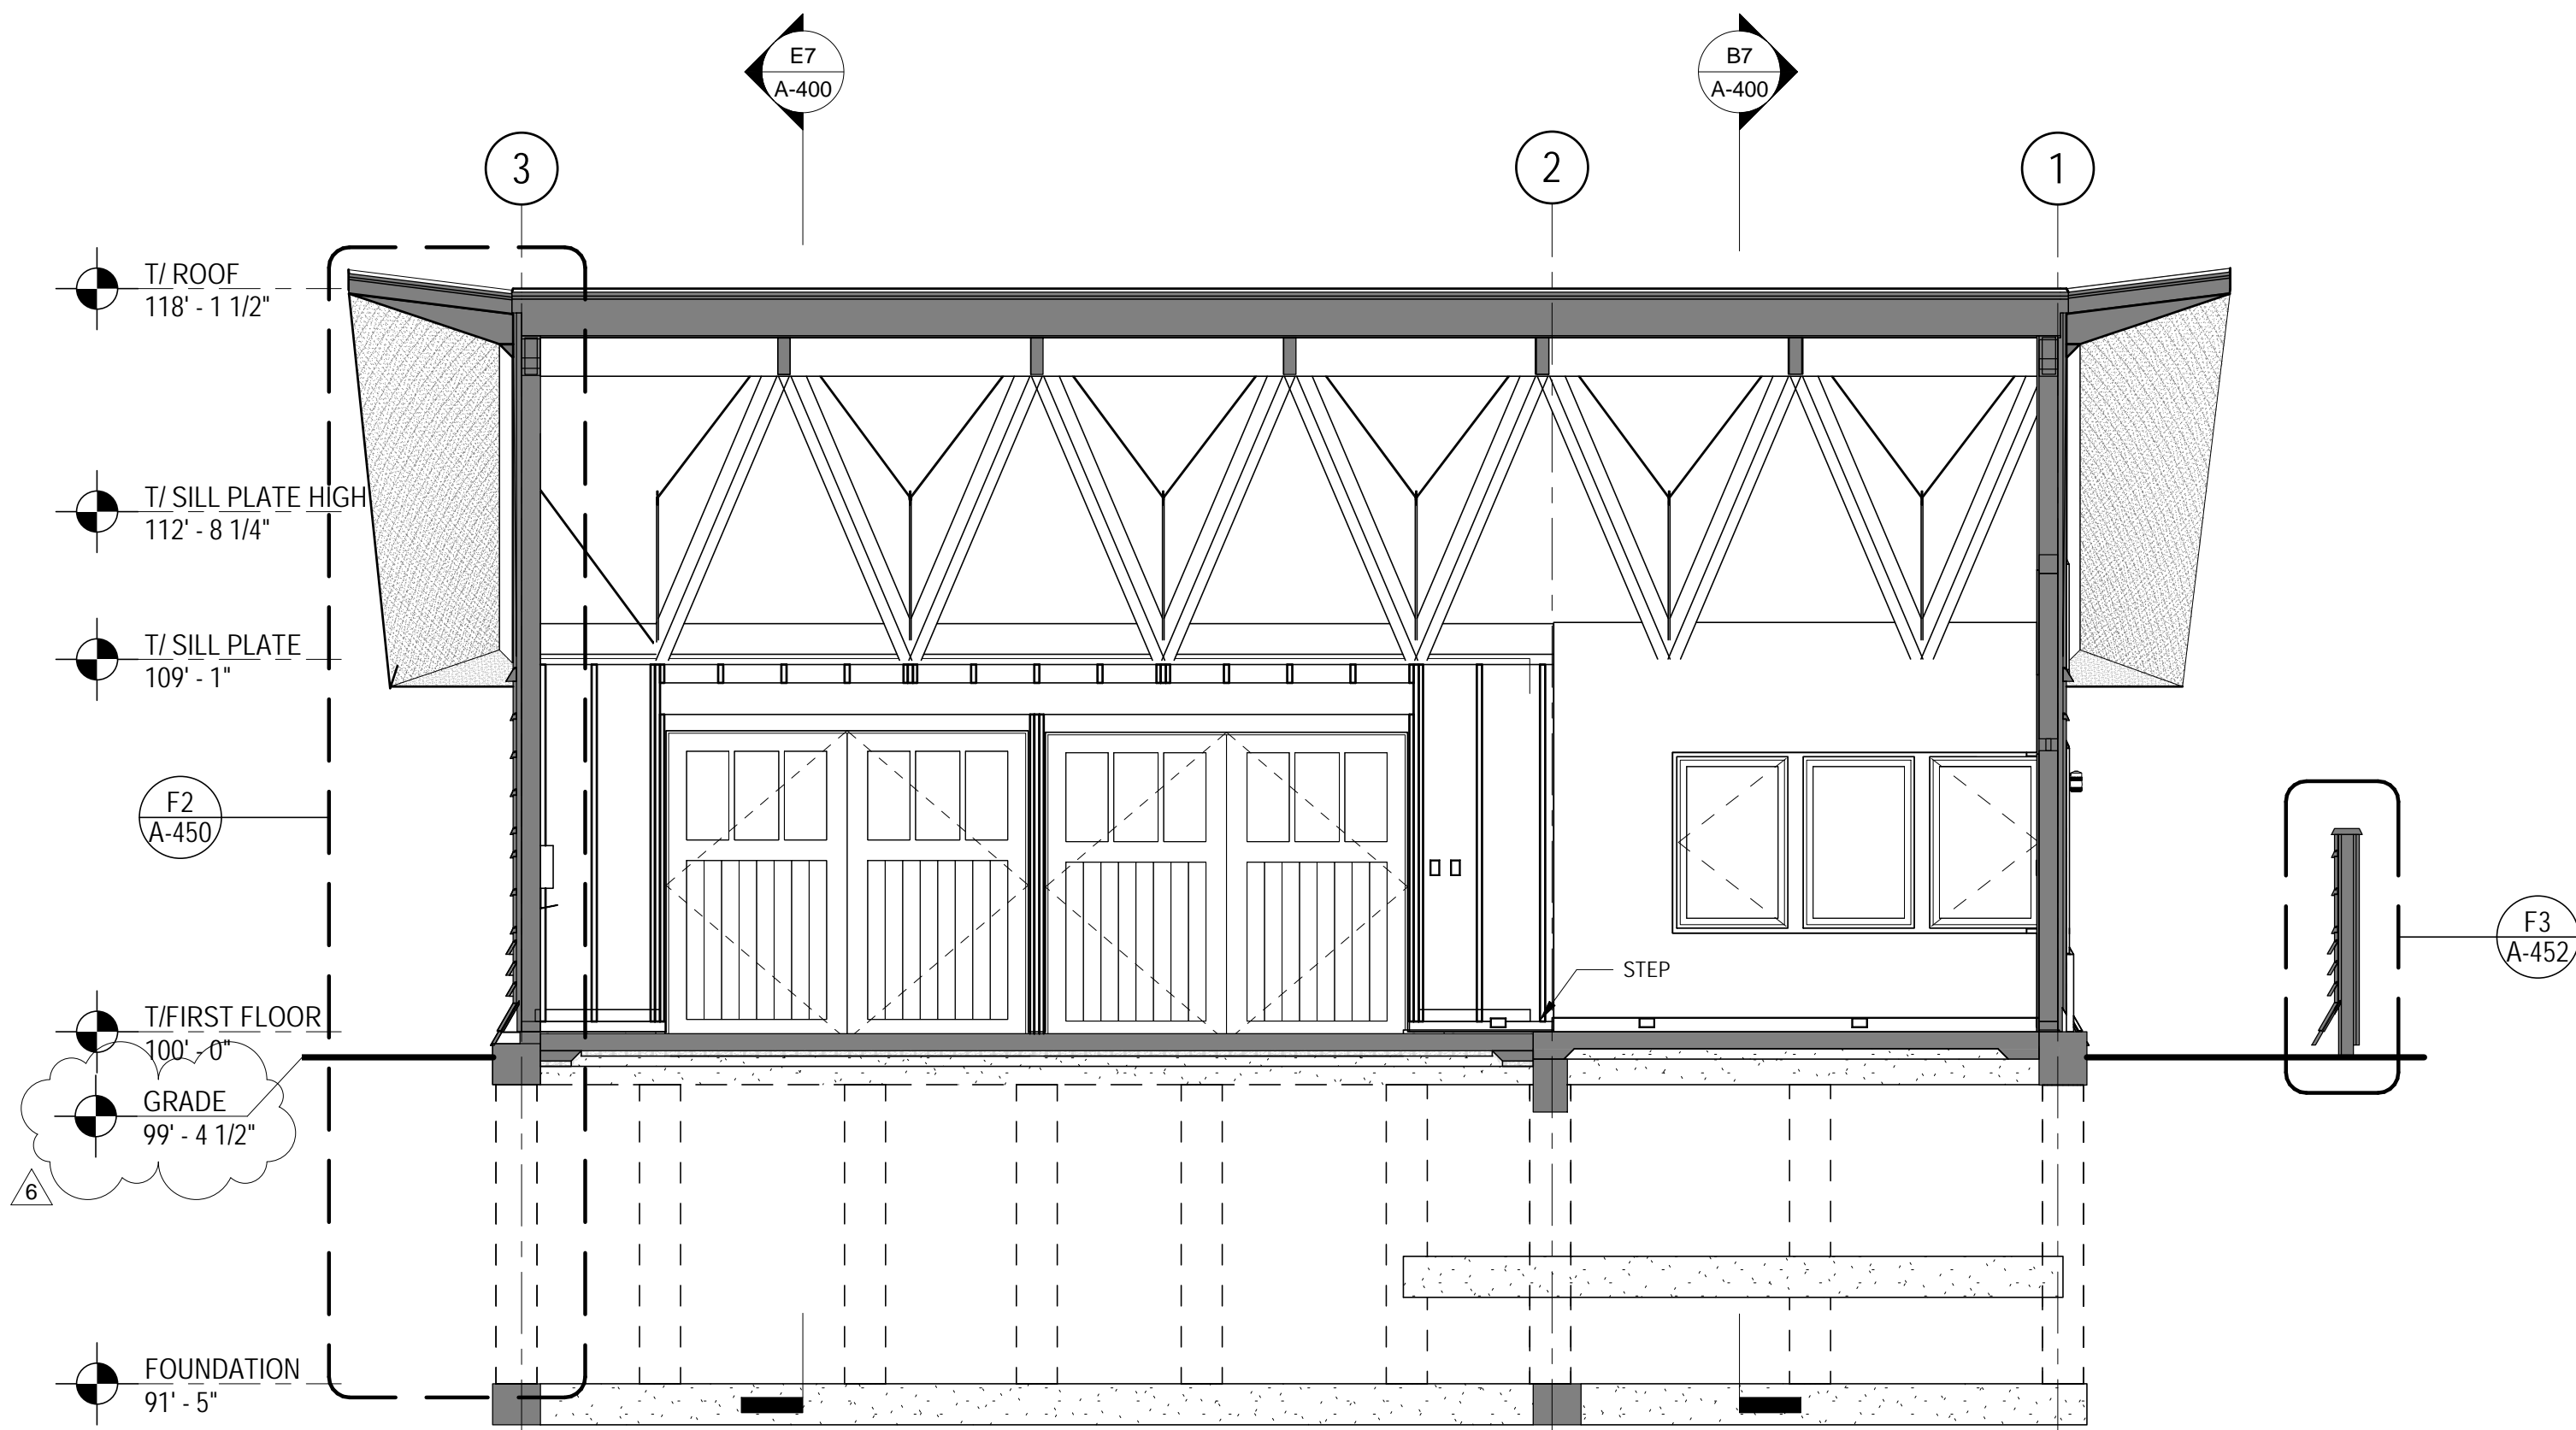 E7
A-400
B7
A-400
3
2
1
T/ ROOF
118' - 1 1/2"
T/ SILL PLATE HIGH
112' - 8 1/4"
T/ SILL PLATE
109' - 1"
F2
A-450
F3
A-452
STEP
T/FIRST FLOOR
100' - 0"
GRADE
99' - 4 1/2"
6
FOUNDATION
91' - 5"